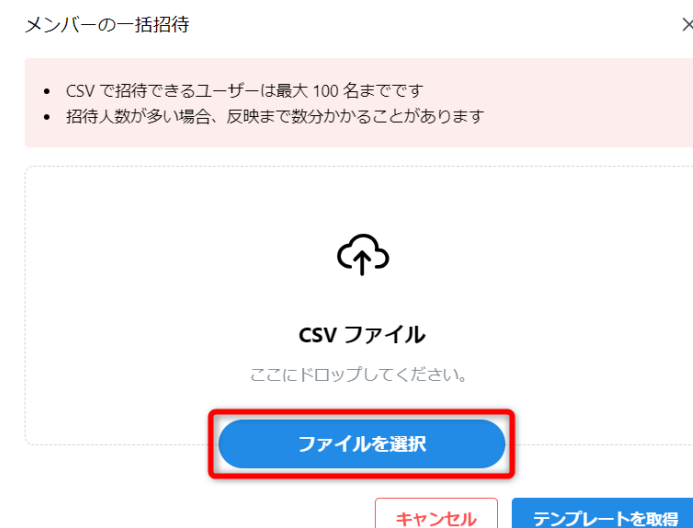 メンバーの一括招待
CSV で招待できるユーザーは最大 100 名までです
招待人数が多い場合、反映まで数分かかることがあります
CSV ファイル
ここにドロップしてください。
ファイルを選択
キャンセル
テンプレートを取得